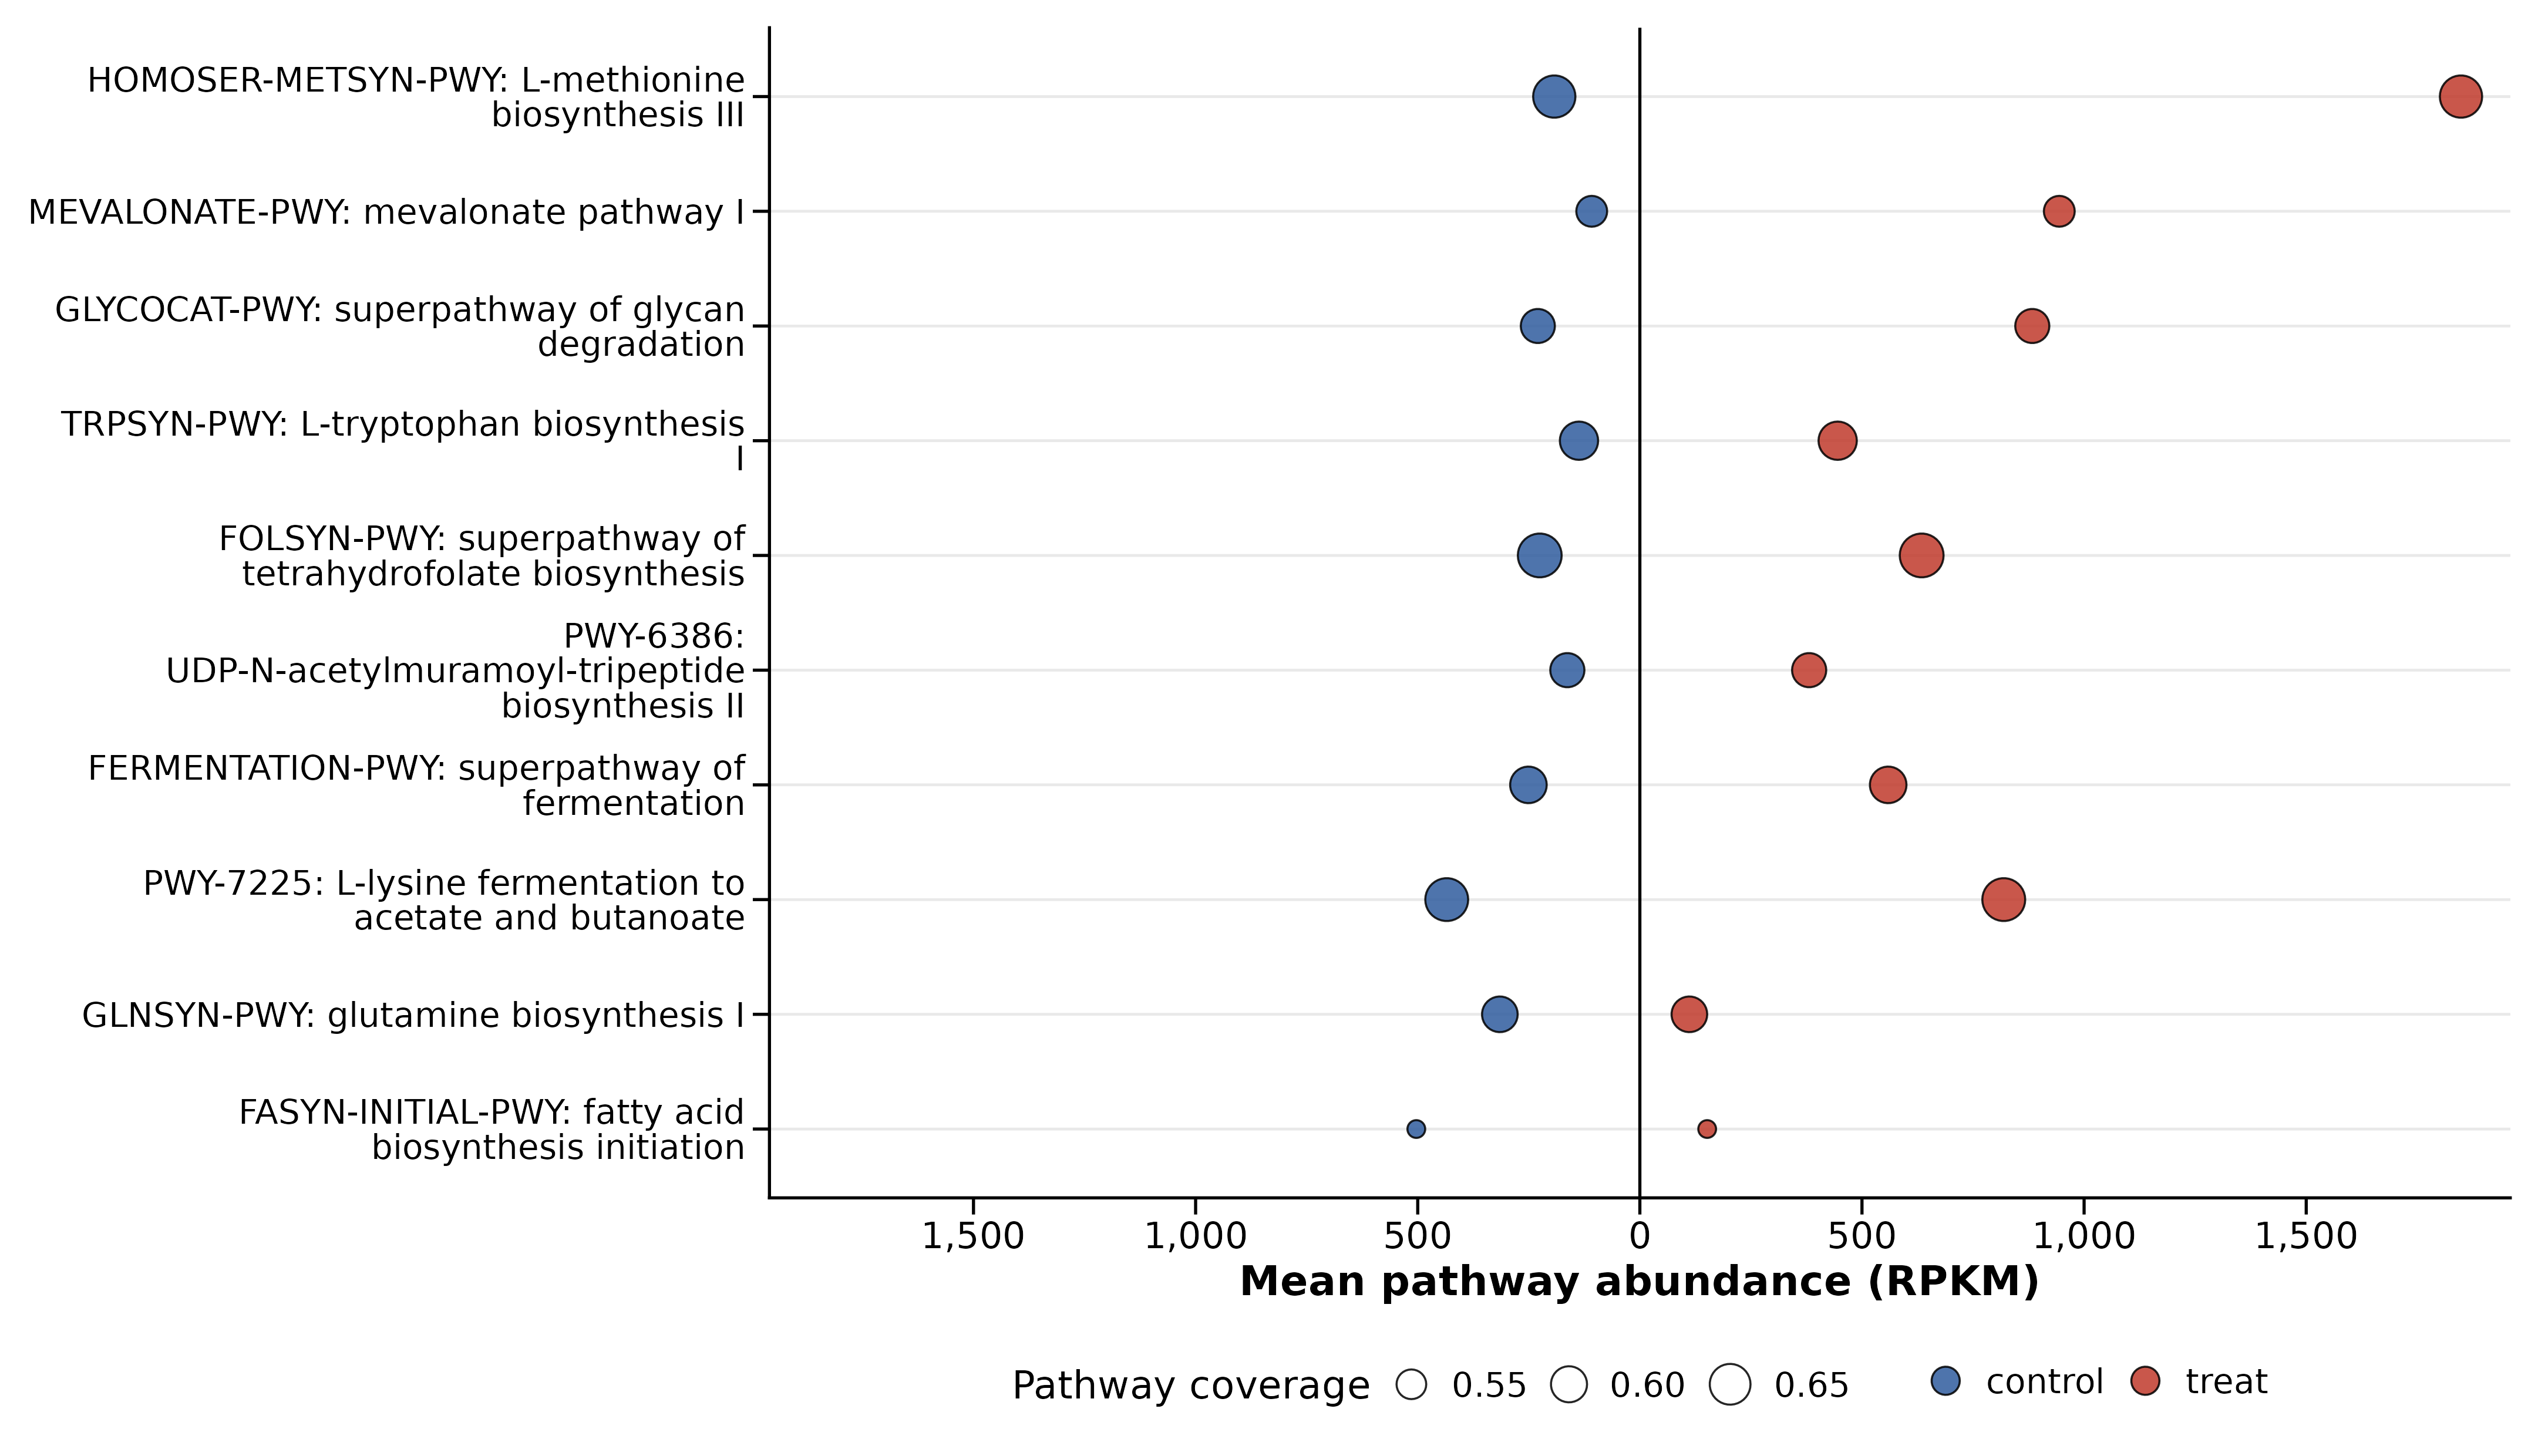 HOMOSER-METSYN-PWY: L-methionine
biosynthesis III
MEVALONATE-PWY: mevalonate pathway I
GLYCOCAT-PWY: superpathway of glycan
degradation
TRPSYN-PWY: L-tryptophan biosynthesis
I
FOLSYN-PWY: superpathway of
tetrahydrofolate biosynthesis
PWY-6386:
UDP-N-acetylmuramoyl-tripeptide
biosynthesis II
FERMENTATION-PWY: superpathway of
fermentation
PWY-7225: L-lysine fermentation to
acetate and butanoate
GLNSYN-PWY: glutamine biosynthesis I
FASYN-INITIAL-PWY: fatty acid
biosynthesis initiation
1,500 1,000 500 0 500 1,000 1,500
Mean pathway abundance (RPKM)
Pathway coverage 0.55 0.60 0.65 control treat